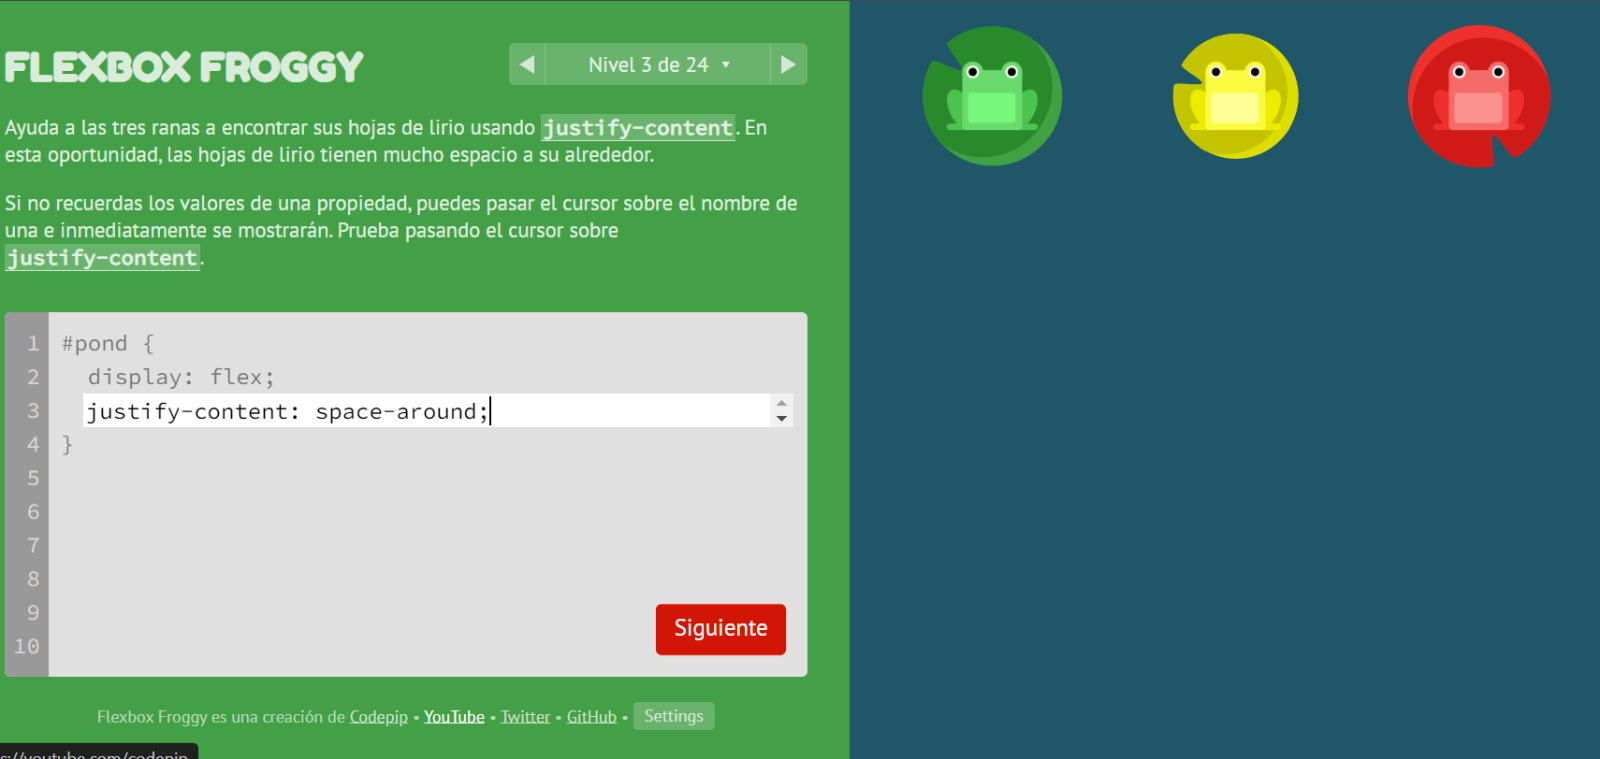 FLEXBOX FROGGY
Nivel 3 de 24
Ayuda a las tres ranas a encontrar sus hojas de lirio usando justify-content. En
esta oportunidad, las hojas de lirio tienen mucho espacio a su alrededor.
Si no recuerdas los valores de una propiedad, puedes pasar el cursor sobre el nombre de
una e inmediatamente se mostrarán. Prueba pasando el cursor sobre
justify-content.
1 #pond {
2 display: flex;
3 justify-content: space-around;
4 }
5
6
7
8
9
10
Siguiente
Flexbox Froggy es una creación de Codepip • YouTube • Twitter • GitHub • Settings
s://youtube.com/codepip